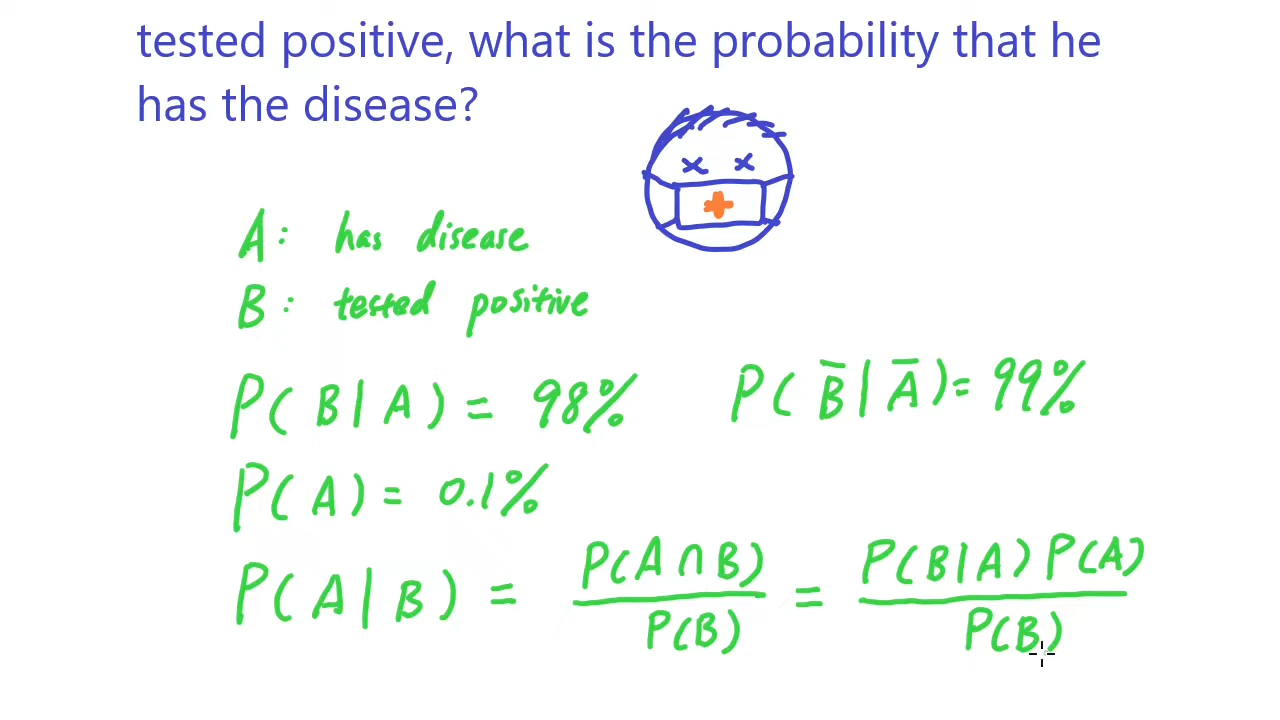 tested positive, what is the probability that he
has the disease?
A: has disease
B: tested positive
P(B|A) = 98% P(B̅|A̅) = 99%
P(A) = 0.1%
P(A|B) = P(A∩B)/P(B) = P(B|A)P(A)/P(B)